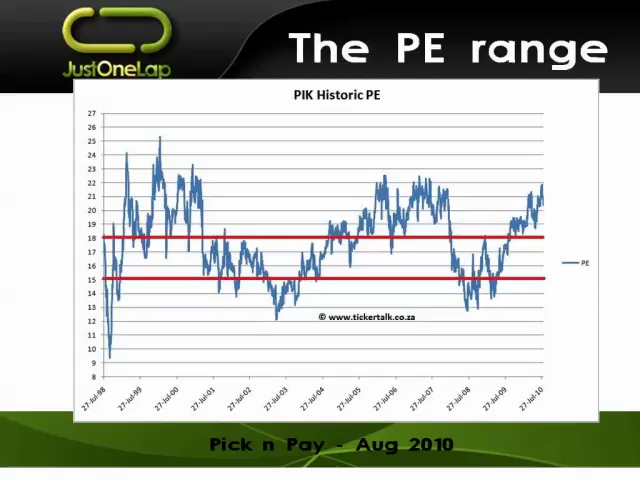 The PE range
JustOneLap
PIK Historic PE
27
26
25
24
23
22
21
20
19
18
17
16
15
14
13
12
11
10
9
8
PE
© www.tickertalk.co.za
27-Jul-98
27-Jul-99
27-Jul-00
27-Jul-01
27-Jul-02
27-Jul-03
27-Jul-04
27-Jul-05
27-Jul-06
27-Jul-07
27-Jul-08
27-Jul-09
27-Jul-10
Pick n Pay - Aug 2010